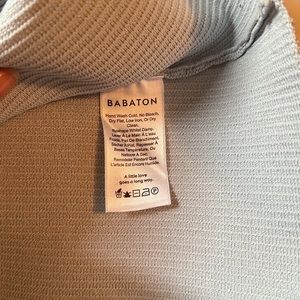 BABATON
Hand Wash Cold, No Bleach,
Dry Flat, Low Iron, Or Dry
Clean,
Reshape Whilst Damp.
Laver À La Main À L'eau
Froide, Pas De Blanchiment,
Sécher À Plat, Repasser À
Basse Température, Ou
Nettoyer À Sec,
Remodeler Pendant Que
L'article Est Encore Humide.
A little love
goes a long way.